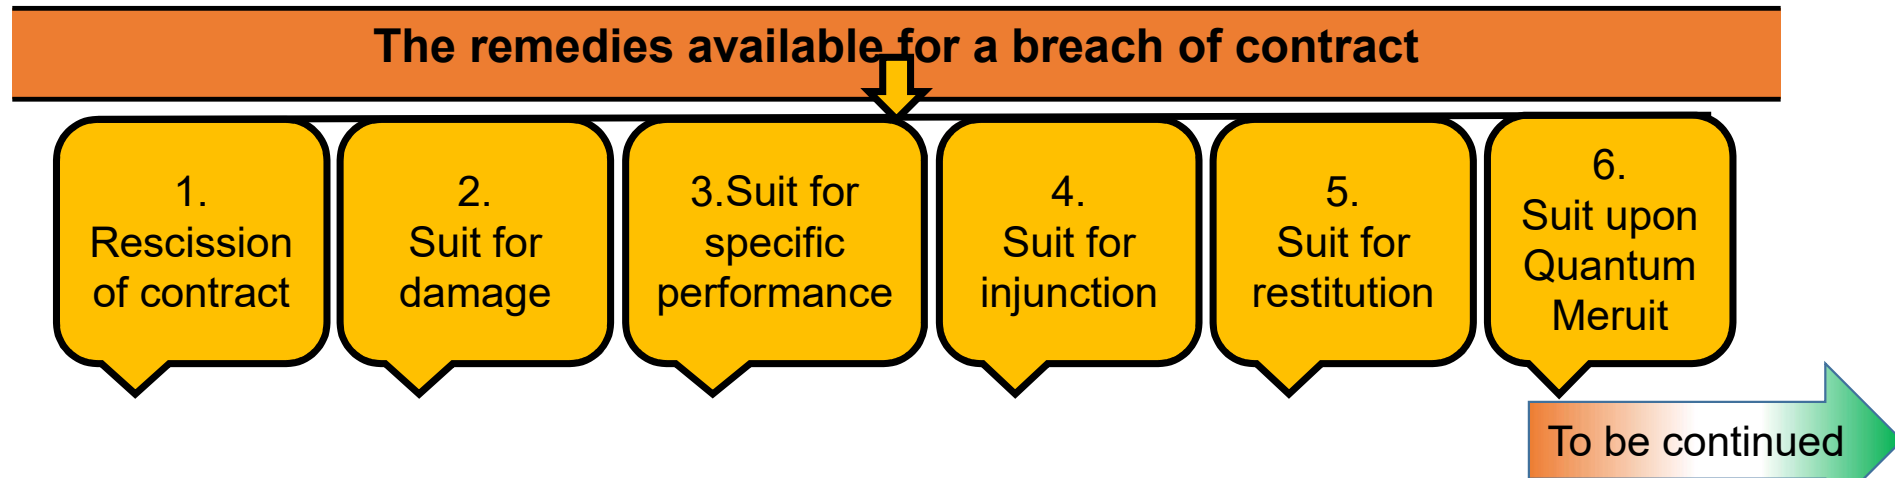 The remedies available for a breach of contract
1.
Rescission
of contract
2.
Suit for
damage
3.Suit for
specific
performance
4.
Suit for
injunction
5.
Suit for
restitution
6.
Suit upon
Quantum
Meruit
To be continued